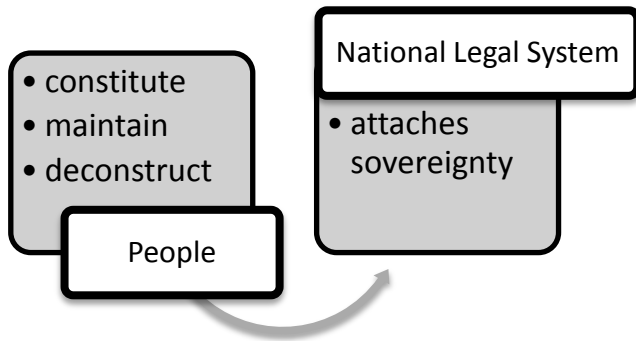 • constitute
• maintain
• deconstruct
People
National Legal System
• attaches
sovereignty